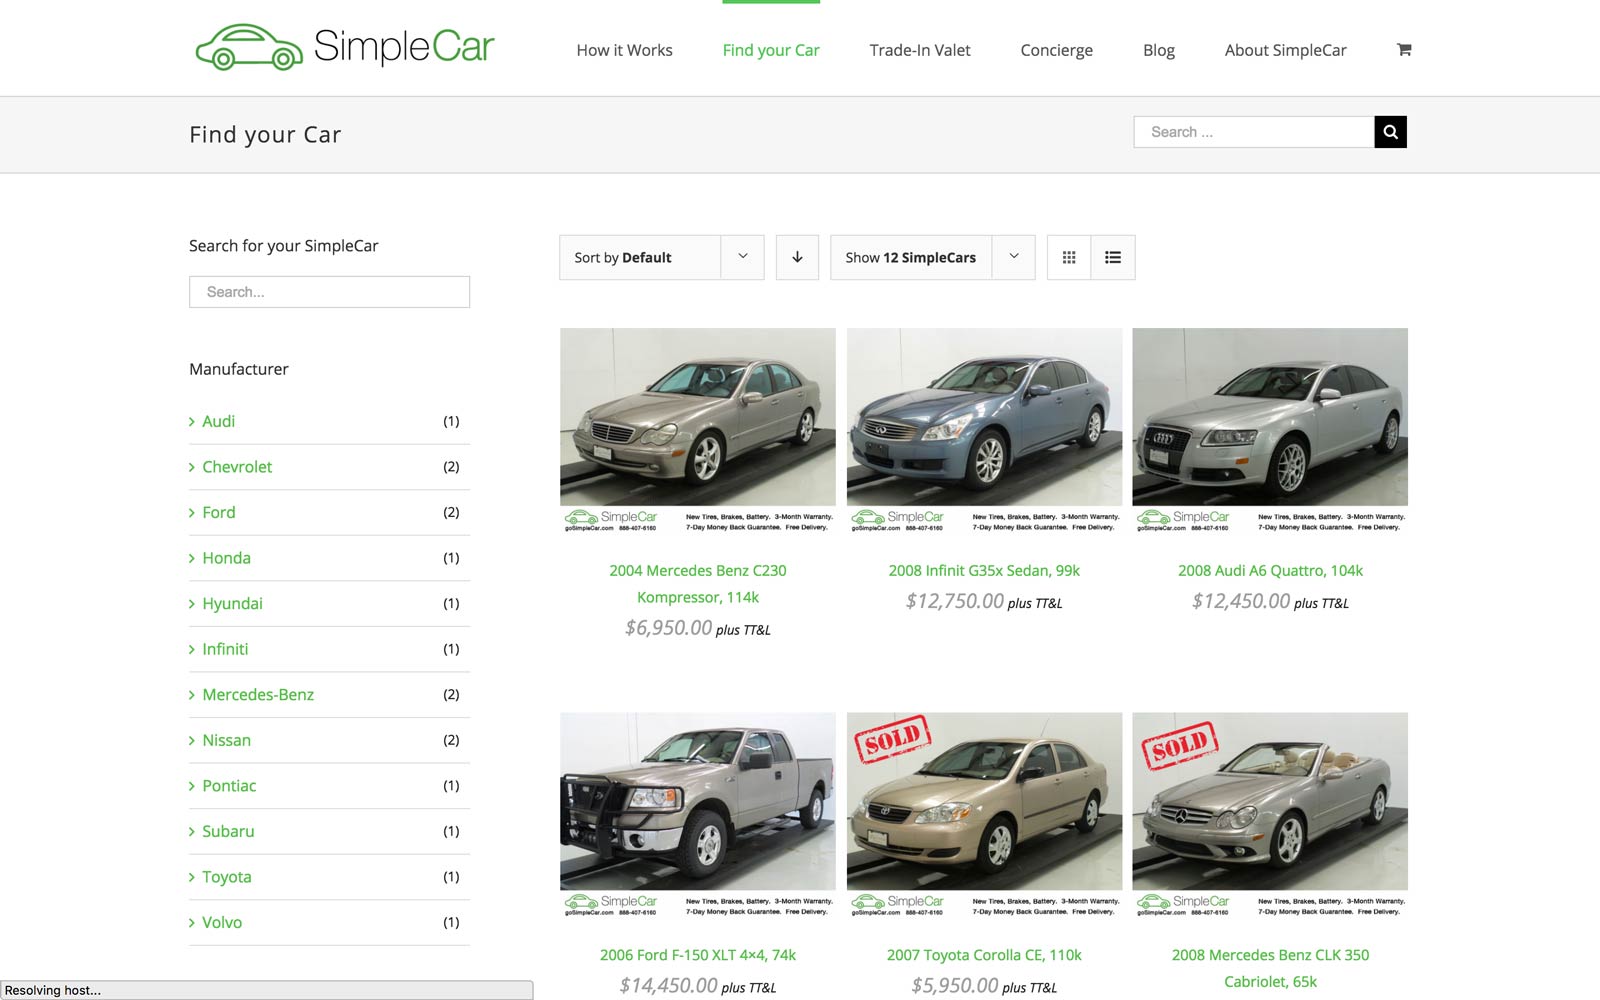 SimpleCar
How it Works
Find your Car
Trade-In Valet
Concierge
Blog
About SimpleCar
Find your Car
Search ...
Search for your SimpleCar
Search...
Manufacturer
Audi (1)
Chevrolet (2)
Ford (2)
Honda (1)
Hyundai (1)
Infiniti (1)
Mercedes-Benz (2)
Nissan (2)
Pontiac (1)
Subaru (1)
Toyota (1)
Volvo (1)
Sort by Default
Show 12 SimpleCars
SimpleCar
goSimpleCar.com 888-407-6160
New Tires, Brakes, Battery. 3-Month Warranty.
7-Day Money Back Guarantee. Free Delivery.
2004 Mercedes Benz C230
Kompressor, 114k
$6,950.00 plus TT&L
SimpleCar
goSimpleCar.com 888-407-6160
New Tires, Brakes, Battery. 3-Month Warranty.
7-Day Money Back Guarantee. Free Delivery.
2008 Infinit G35x Sedan, 99k
$12,750.00 plus TT&L
SimpleCar
goSimpleCar.com 888-407-6160
New Tires, Brakes, Battery. 3-Month Warranty.
7-Day Money Back Guarantee. Free Delivery.
2008 Audi A6 Quattro, 104k
$12,450.00 plus TT&L
SimpleCar
goSimpleCar.com 888-407-6160
New Tires, Brakes, Battery. 3-Month Warranty.
7-Day Money Back Guarantee. Free Delivery.
2006 Ford F-150 XLT 4×4, 74k
$14,450.00 plus TT&L
SOLD
SimpleCar
goSimpleCar.com 888-407-6160
New Tires, Brakes, Battery. 3-Month Warranty.
7-Day Money Back Guarantee. Free Delivery.
2007 Toyota Corolla CE, 110k
$5,950.00 plus TT&L
SOLD
SimpleCar
goSimpleCar.com 888-407-6160
New Tires, Brakes, Battery. 3-Month Warranty.
7-Day Money Back Guarantee. Free Delivery.
2008 Mercedes Benz CLK 350
Cabriolet, 65k
Resolving host...